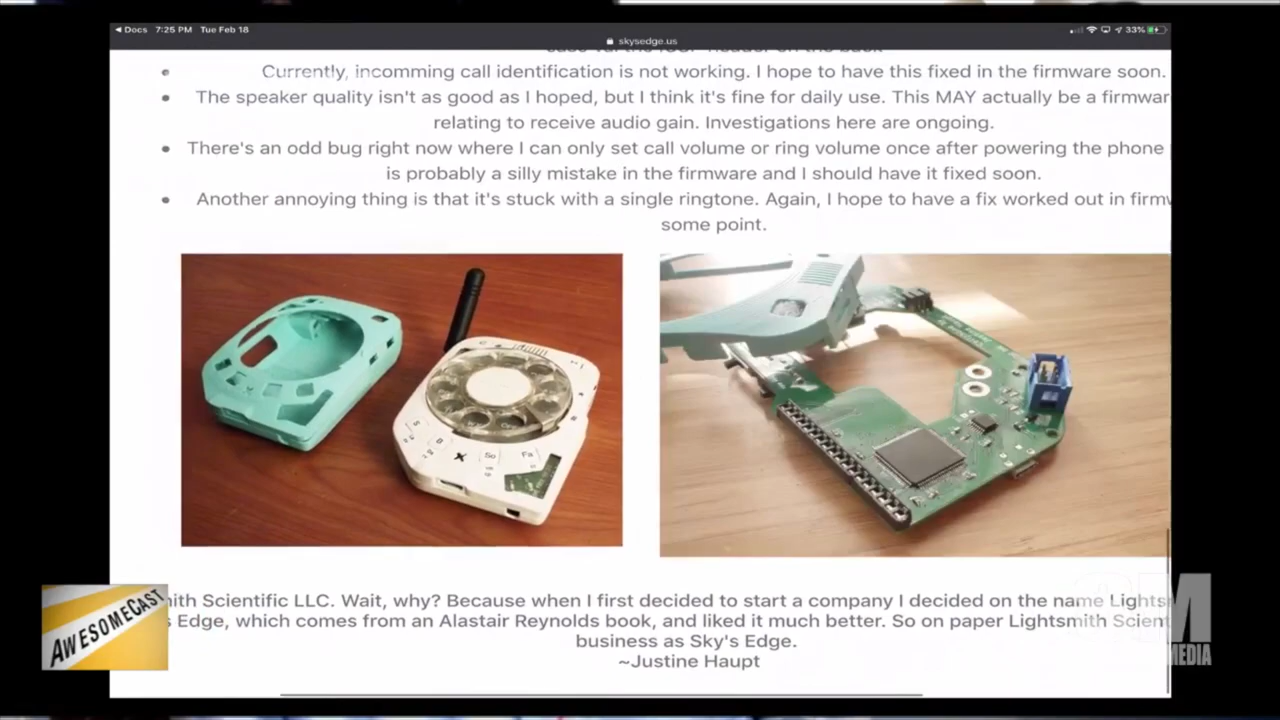 Docs 7:25 PM Tue Feb 18
33%
skysedge.us
Currently, incomming call identification is not working. I hope to have this fixed in the firmware soon.
The speaker quality isn't as good as I hoped, but I think it's fine for daily use. This MAY actually be a firmwar
relating to receive audio gain. Investigations here are ongoing.
There's an odd bug right now where I can only set call volume or ring volume once after powering the phone
is probably a silly mistake in the firmware and I should have it fixed soon.
Another annoying thing is that it's stuck with a single ringtone. Again, I hope to have a fix worked out in firmw
some point.
S
B
So
Fa
mith Scientific LLC. Wait, why? Because when I first decided to start a company I decided on the name Lights
s Edge, which comes from an Alastair Reynolds book, and liked it much better. So on paper Lightsmith Scient
business as Sky's Edge.
~Justine Haupt
AWESOMECAST
MEDIA